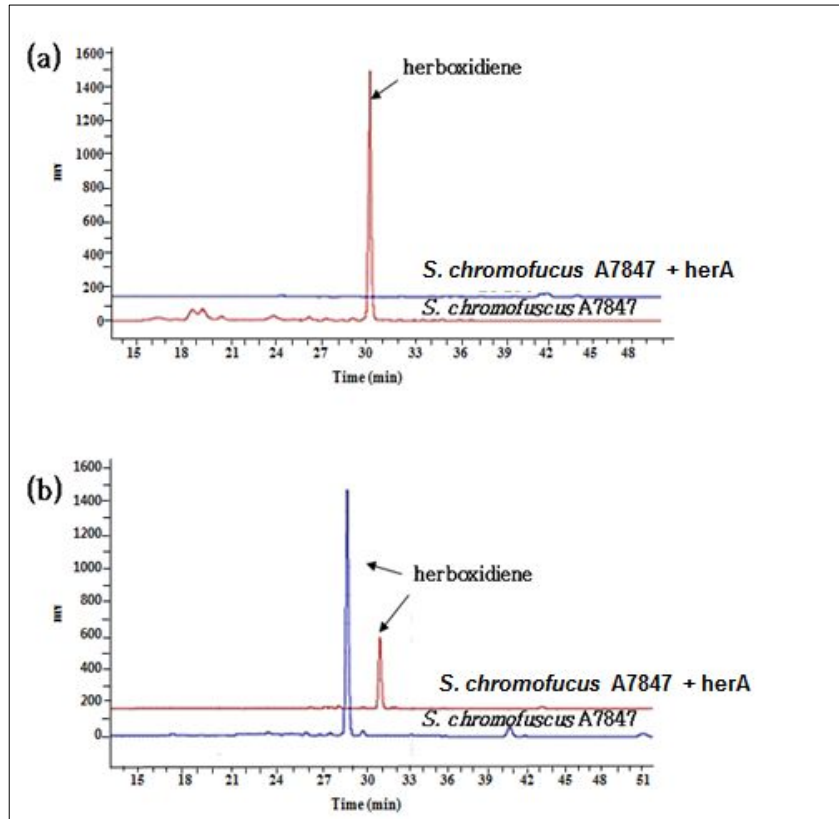 (a)
herboxidiene
1600
1400
1200
1000
800
600
400
200
0
mv
S. chromofucus A7847 + herA
S. chromofuscus A7847
15 18 21 24 27 30 33 36 39 42 45 48
Time (min)
(b)
herboxidiene
1600
1400
1200
1000
800
600
400
200
0
mv
S. chromofucus A7847 + herA
S. chromofuscus A7847
15 18 21 24 27 30 33 36 39 42 45 48 51
Time (min)